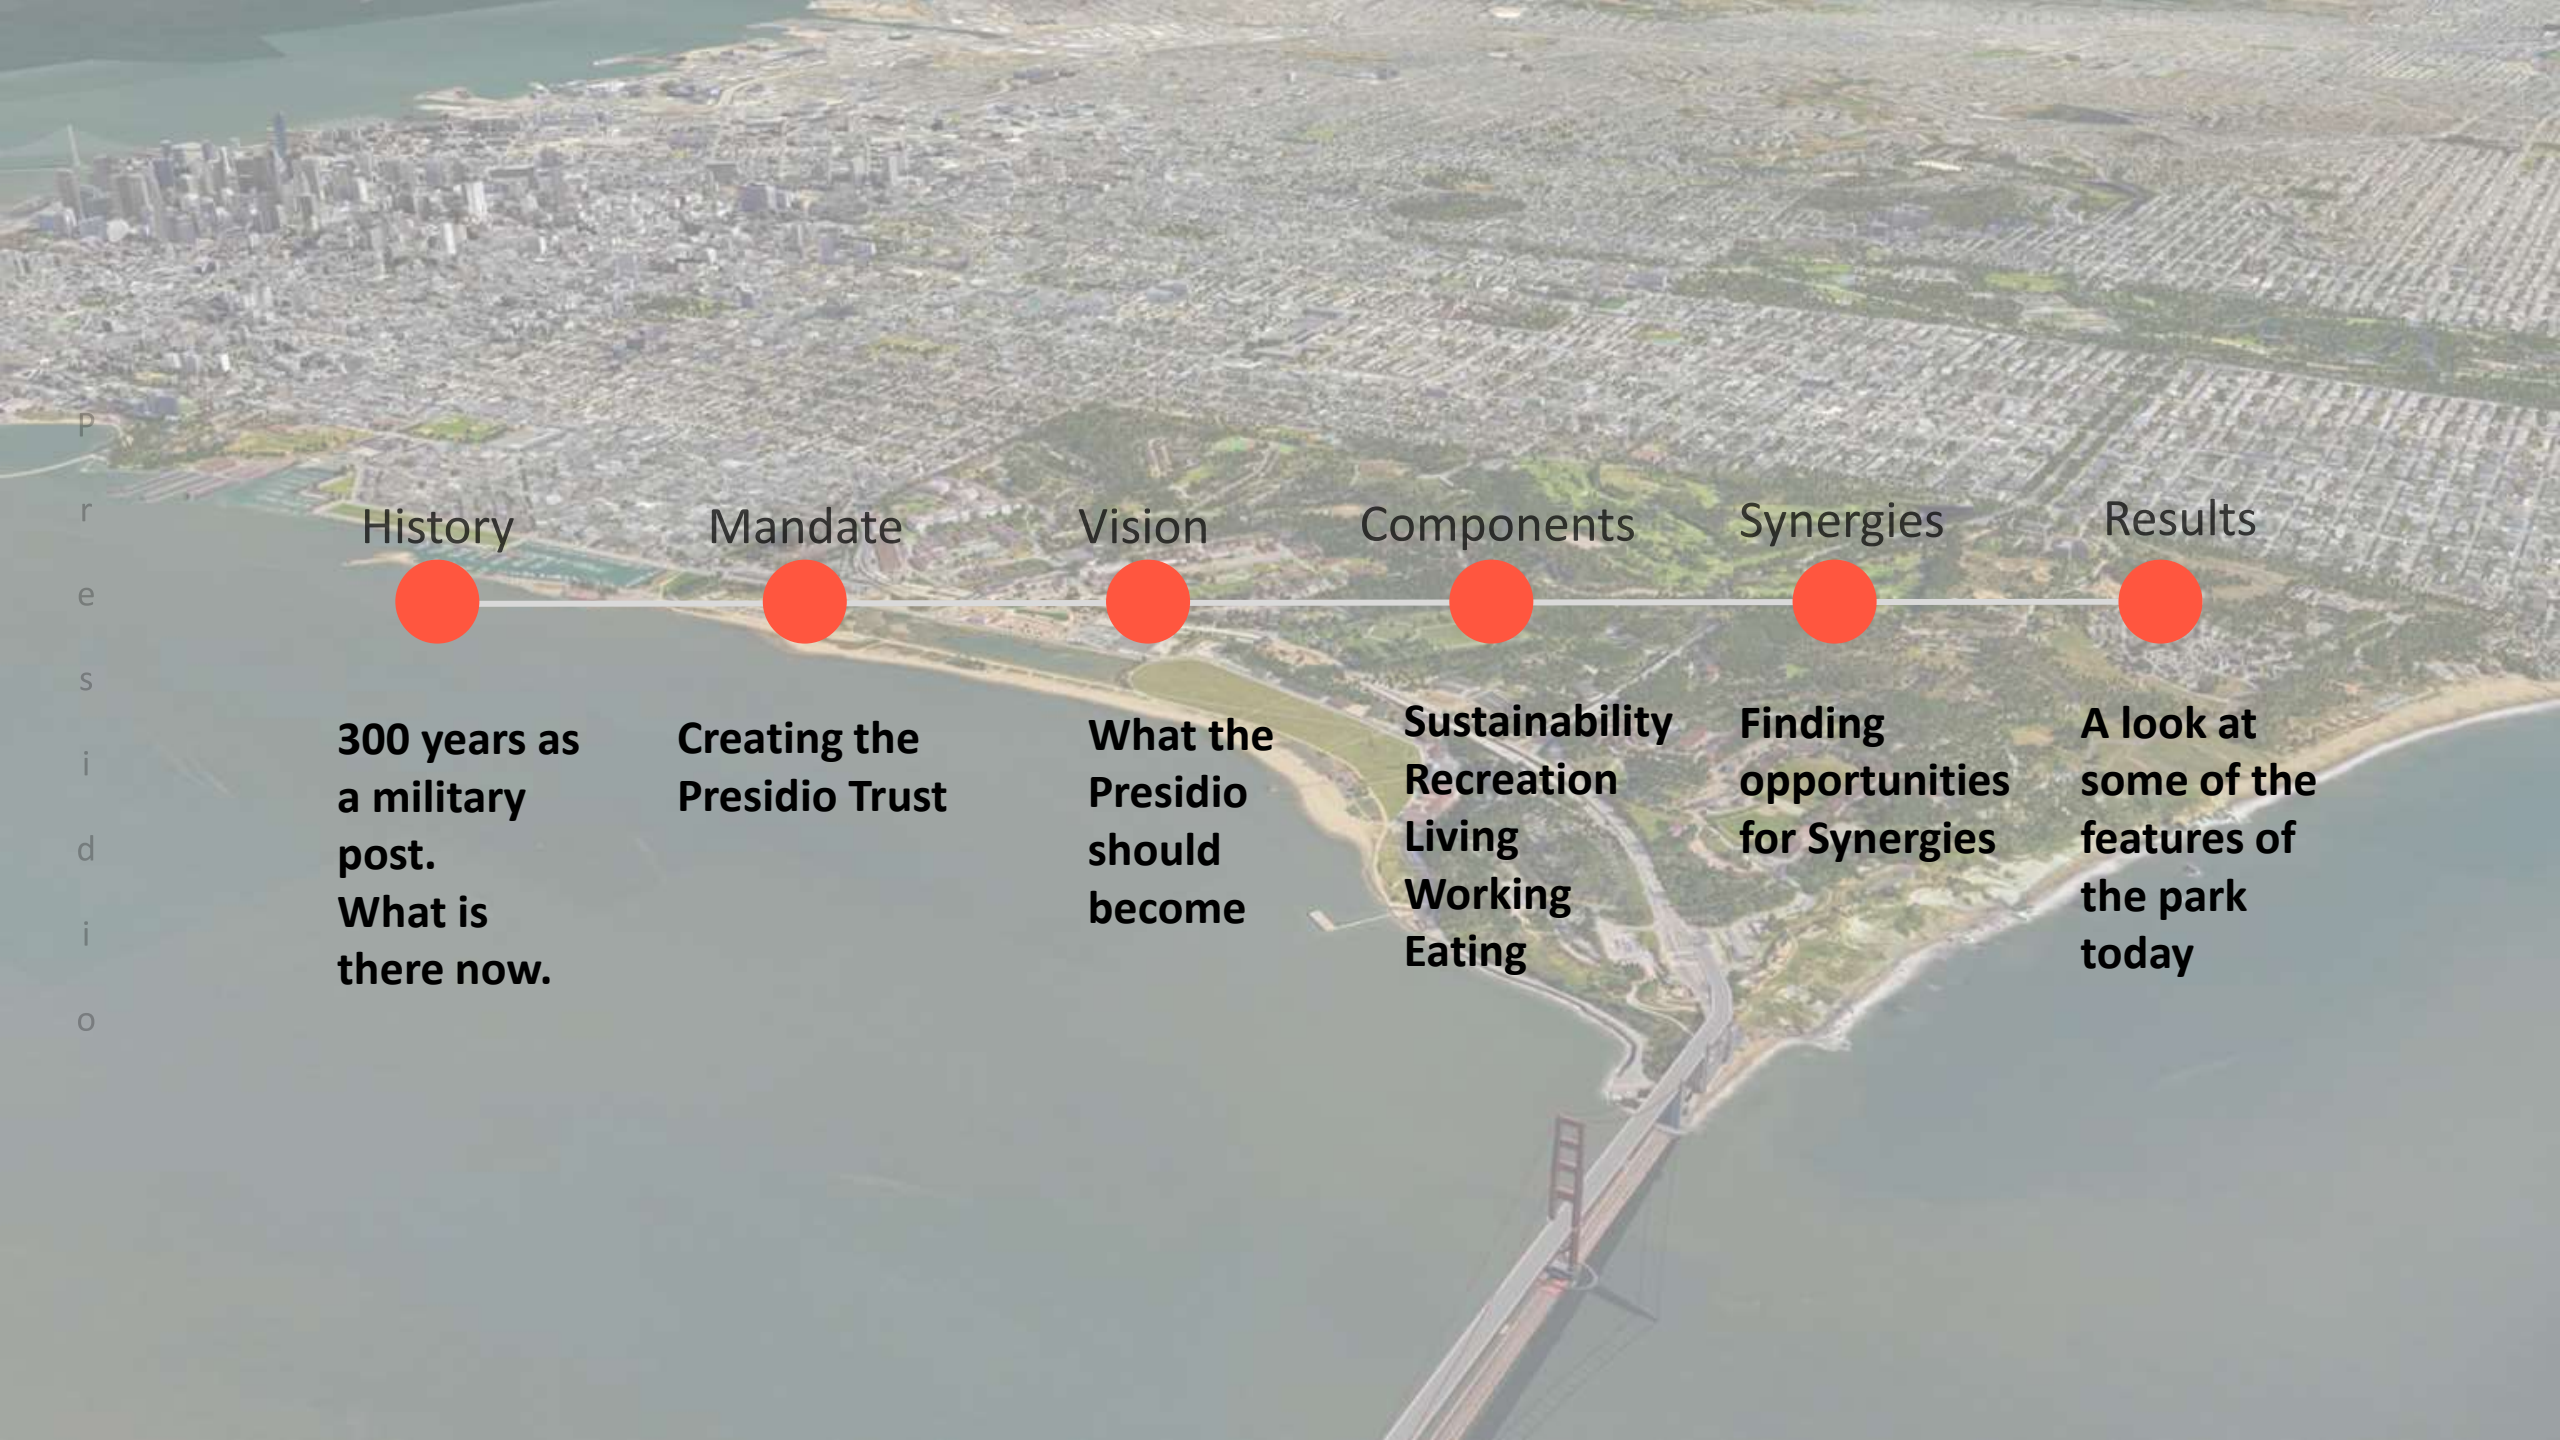 P
r
e
s
i
d
i
o
History
300 years as
a military
post.
What is
there now.
Mandate
Creating the
Presidio Trust
Vision
What the
Presidio
should
become
Components
Sustainability
Recreation
Living
Working
Eating
Synergies
Finding
opportunities
for Synergies
Results
A look at
some of the
features of
the park
today